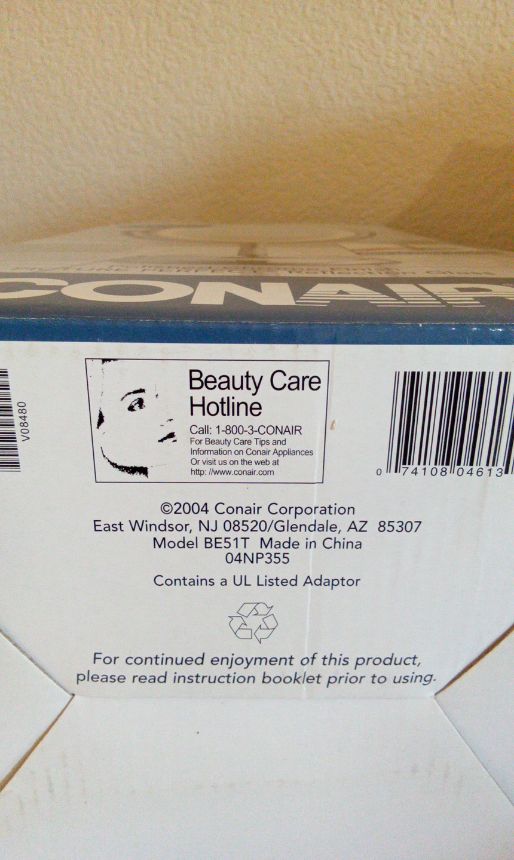 CONAIR
V08480
Beauty Care
Hotline
Call: 1-800-3-CONAIR
For Beauty Care Tips and
Information on Conair Appliances
Or visit us on the web at
http: //www.conair.com
0 74108 04613
©2004 Conair Corporation
East Windsor, NJ 08520/Glendale, AZ 85307
Model BE51T Made in China
04NP355
Contains a UL Listed Adaptor
For continued enjoyment of this product,
please read instruction booklet prior to using.